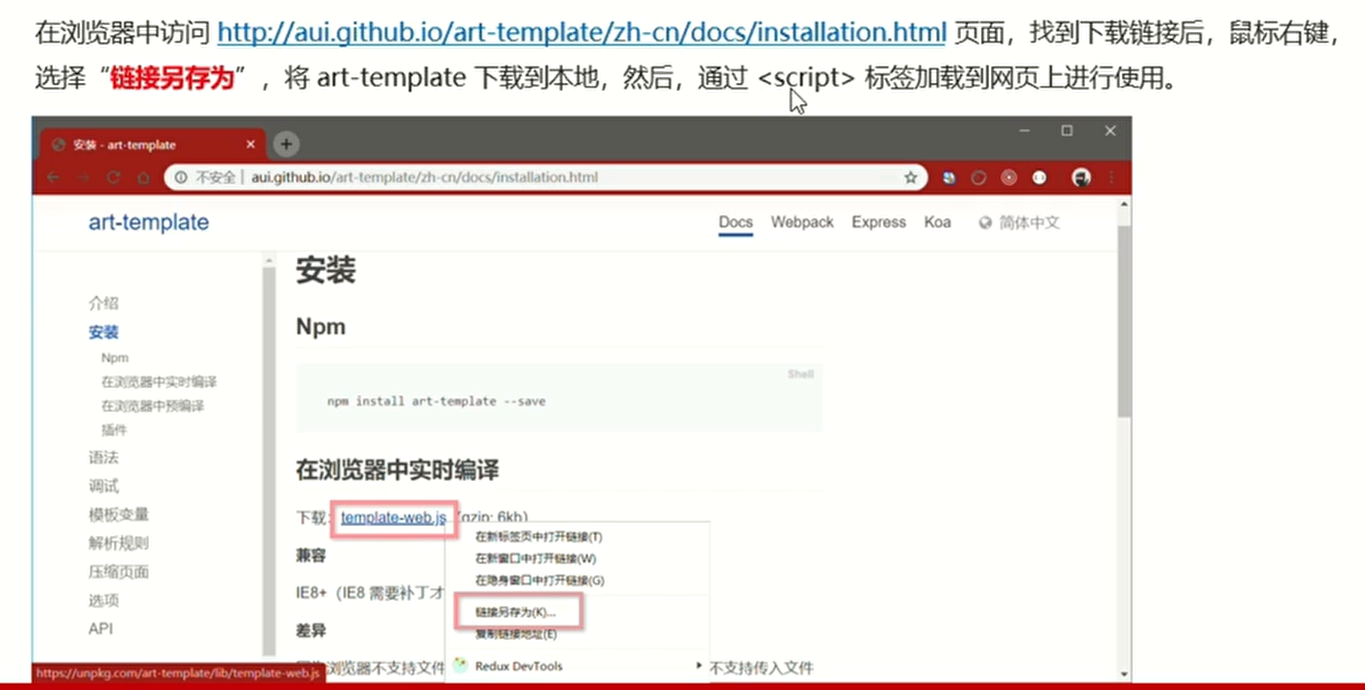 在浏览器中访问 http://aui.github.io/art-template/zh-cn/docs/installation.html 页面，找到下载链接后，鼠标右键，
选择“链接另存为”，将 art-template 下载到本地，然后，通过 <script> 标签加载到网页上进行使用。
安装 - art-template
不安全 | aui.github.io/art-template/zh-cn/docs/installation.html
art-template
Docs Webpack Express Koa 简体中文
介绍
安装
Npm
在浏览器中实时编译
在浏览器中预编译
插件
语法
调试
模板变量
解析规则
压缩页面
选项
API
安装
Npm
Shell
npm install art-template --save
在浏览器中实时编译
下载: template-web.js (gzip: 6kb)
兼容
IE8+（IE8 需要补丁才
差异
浏览器不支持文件
不支持传入文件
在新标签页中打开链接(T)
在新窗口中打开链接(W)
在隐身窗口中打开链接(G)
链接另存为(K)...
复制链接地址(E)
Redux DevTools
https://unpkg.com/art-template/lib/template-web.js